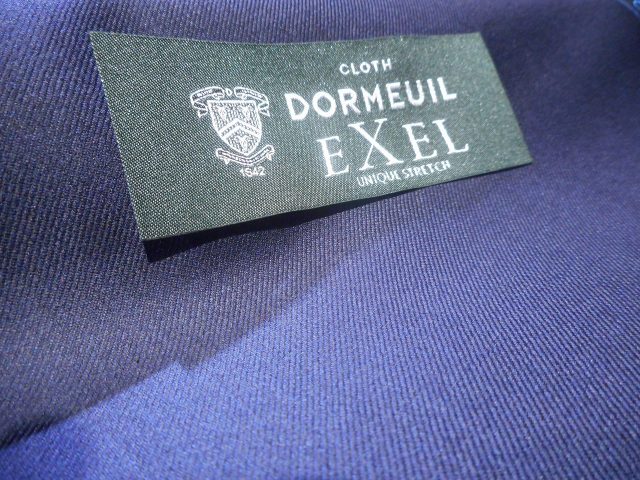 CLOTH
DORMEUIL
EXEL
UNIQUE STRETCH
1842